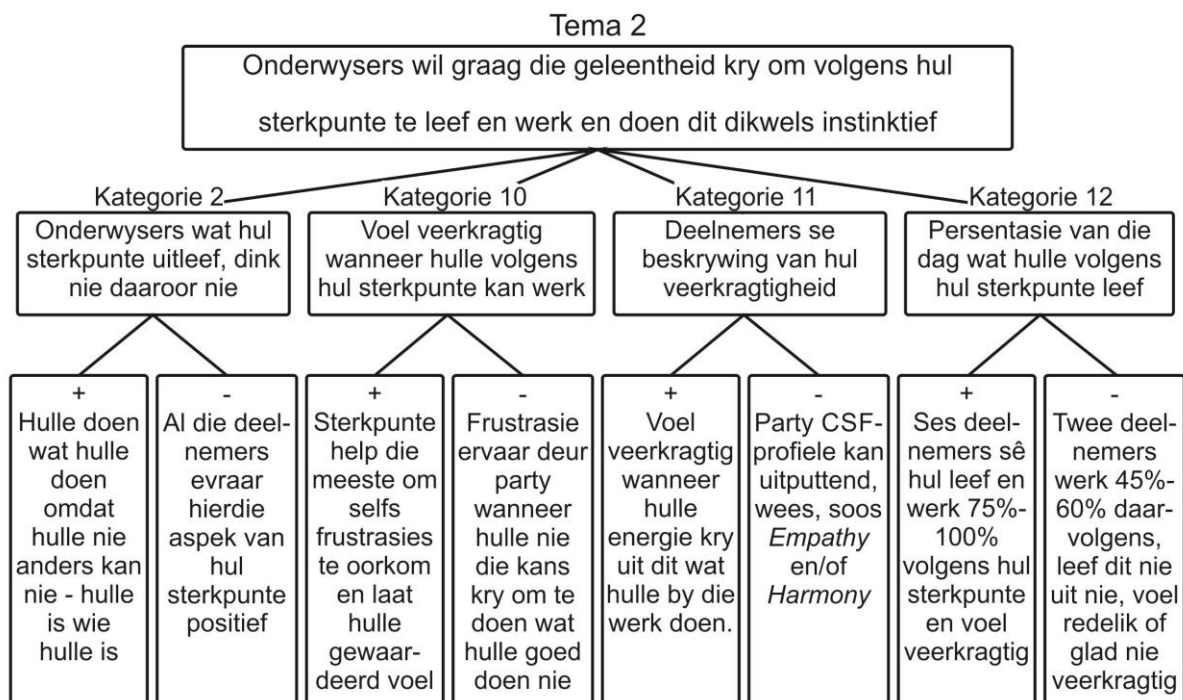 Tema 2
Onderwysers wil graag die geleentheid kry om volgens hul
sterkpunte te leef en werk en doen dit dikwels instinktief
Kategorie 2
Onderwysers wat hul
sterkpunte uitleef, dink
nie daaroor nie
Kategorie 10
Voel veerkragtig
wanneer hulle volgens
hul sterkpunte kan werk
Kategorie 11
Deelnemers se
beskrywing van hul
veerkragtigheid
Kategorie 12
Persentasie van die
dag wat hulle volgens
hul sterkpunte leef
+
Hulle doen
wat hulle
doen
omdat
hulle nie
anders kan
nie - hulle
is wie
hulle is
-
Al die deel-
nemers
evraar
hierdie
aspek van
hul
sterkpunte
positief
+
Sterkpunte
help die
meeste om
selfs
frustrasies
te oorkom
en laat
hulle
gewaar-
deerd voel
-
Frustrasie
ervaar deur
party
wanneer
hulle nie
die kans
kry om te
doen wat
hulle goed
doen nie
+
Voel
veerkragtig
wanneer
hulle
energie kry
uit dit wat
hulle by die
werk doen.
-
Party CSF-
profiele kan
uitputtend,
wees, soos
Empathy
en/of
Harmony
+
Ses deel-
nemers sê
hul leef en
werk 75%-
100%
volgens hul
sterkpunte
en voel
veerkragtig
-
Twee deel-
nemers
werk 45%-
60% daar-
volgens,
leef dit nie
uit nie, voel
redelik of
glad nie
veerkragtig